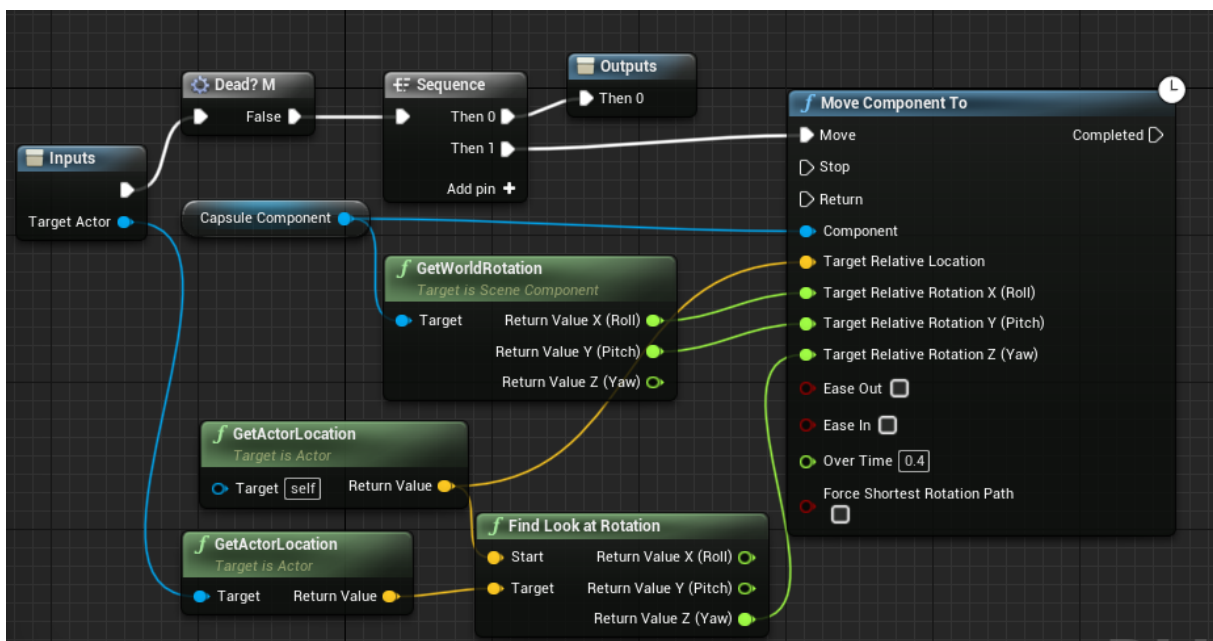 Inputs
Target Actor
Dead? M
False
Sequence
Then 0
Then 1
Add pin
Outputs
Then 0
Capsule Component
f GetWorldRotation
Target is Scene Component
Target Return Value X (Roll)
Return Value Y (Pitch)
Return Value Z (Yaw)
f GetActorLocation
Target is Actor
Target self Return Value
f GetActorLocation
Target is Actor
Target Return Value
f Find Look at Rotation
Start Return Value X (Roll)
Target Return Value Y (Pitch)
Return Value Z (Yaw)
f Move Component To
Move Completed
Stop
Return
Component
Target Relative Location
Target Relative Rotation X (Roll)
Target Relative Rotation Y (Pitch)
Target Relative Rotation Z (Yaw)
Ease Out
Ease In
Over Time 0.4
Force Shortest Rotation Path